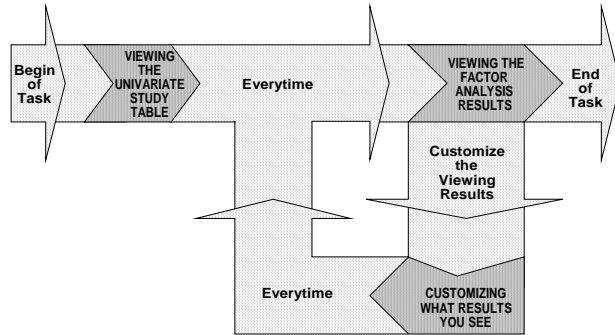 Begin
of
Task
VIEWING
THE
UNIVARIATE
STUDY
TABLE
Everytime
VIEWING THE
FACTOR
ANALYSIS
RESULTS
End
of
Task
Customize
the
Viewing
Results
Everytime
CUSTOMIZING
WHAT RESULTS
YOU SEE